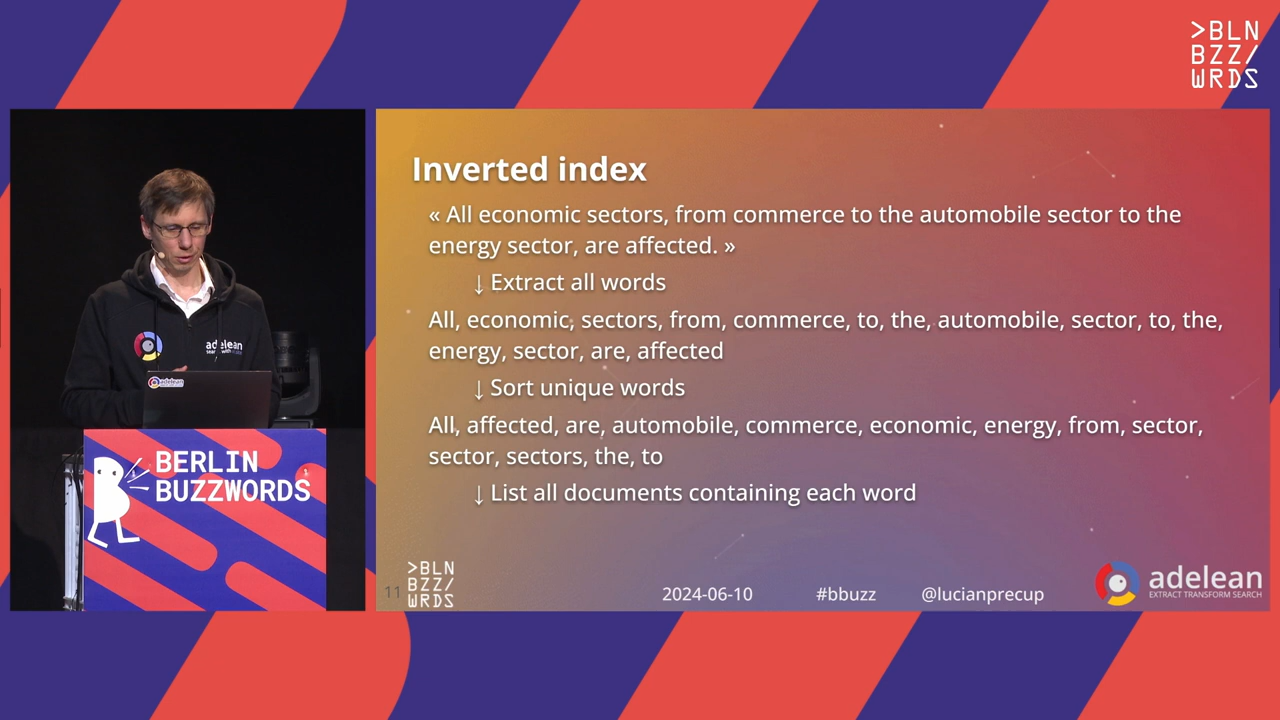 >BLN
BZZ/
WRDS
Inverted index
« All economic sectors, from commerce to the automobile sector to the
energy sector, are affected. »
↓ Extract all words
All, economic, sectors, from, commerce, to, the, automobile, sector, to, the,
energy, sector, are, affected
↓ Sort unique words
All, affected, are, automobile, commerce, economic, energy, from, sector,
sector, sectors, the, to
↓ List all documents containing each word
adelean
adelean
BERLIN
BUZZWORDS
11
>BLN
BZZ/
WRDS
2024-06-10
#bbuzz
@lucianprecup
adelean
EXTRACT TRANSFORM SEARCH